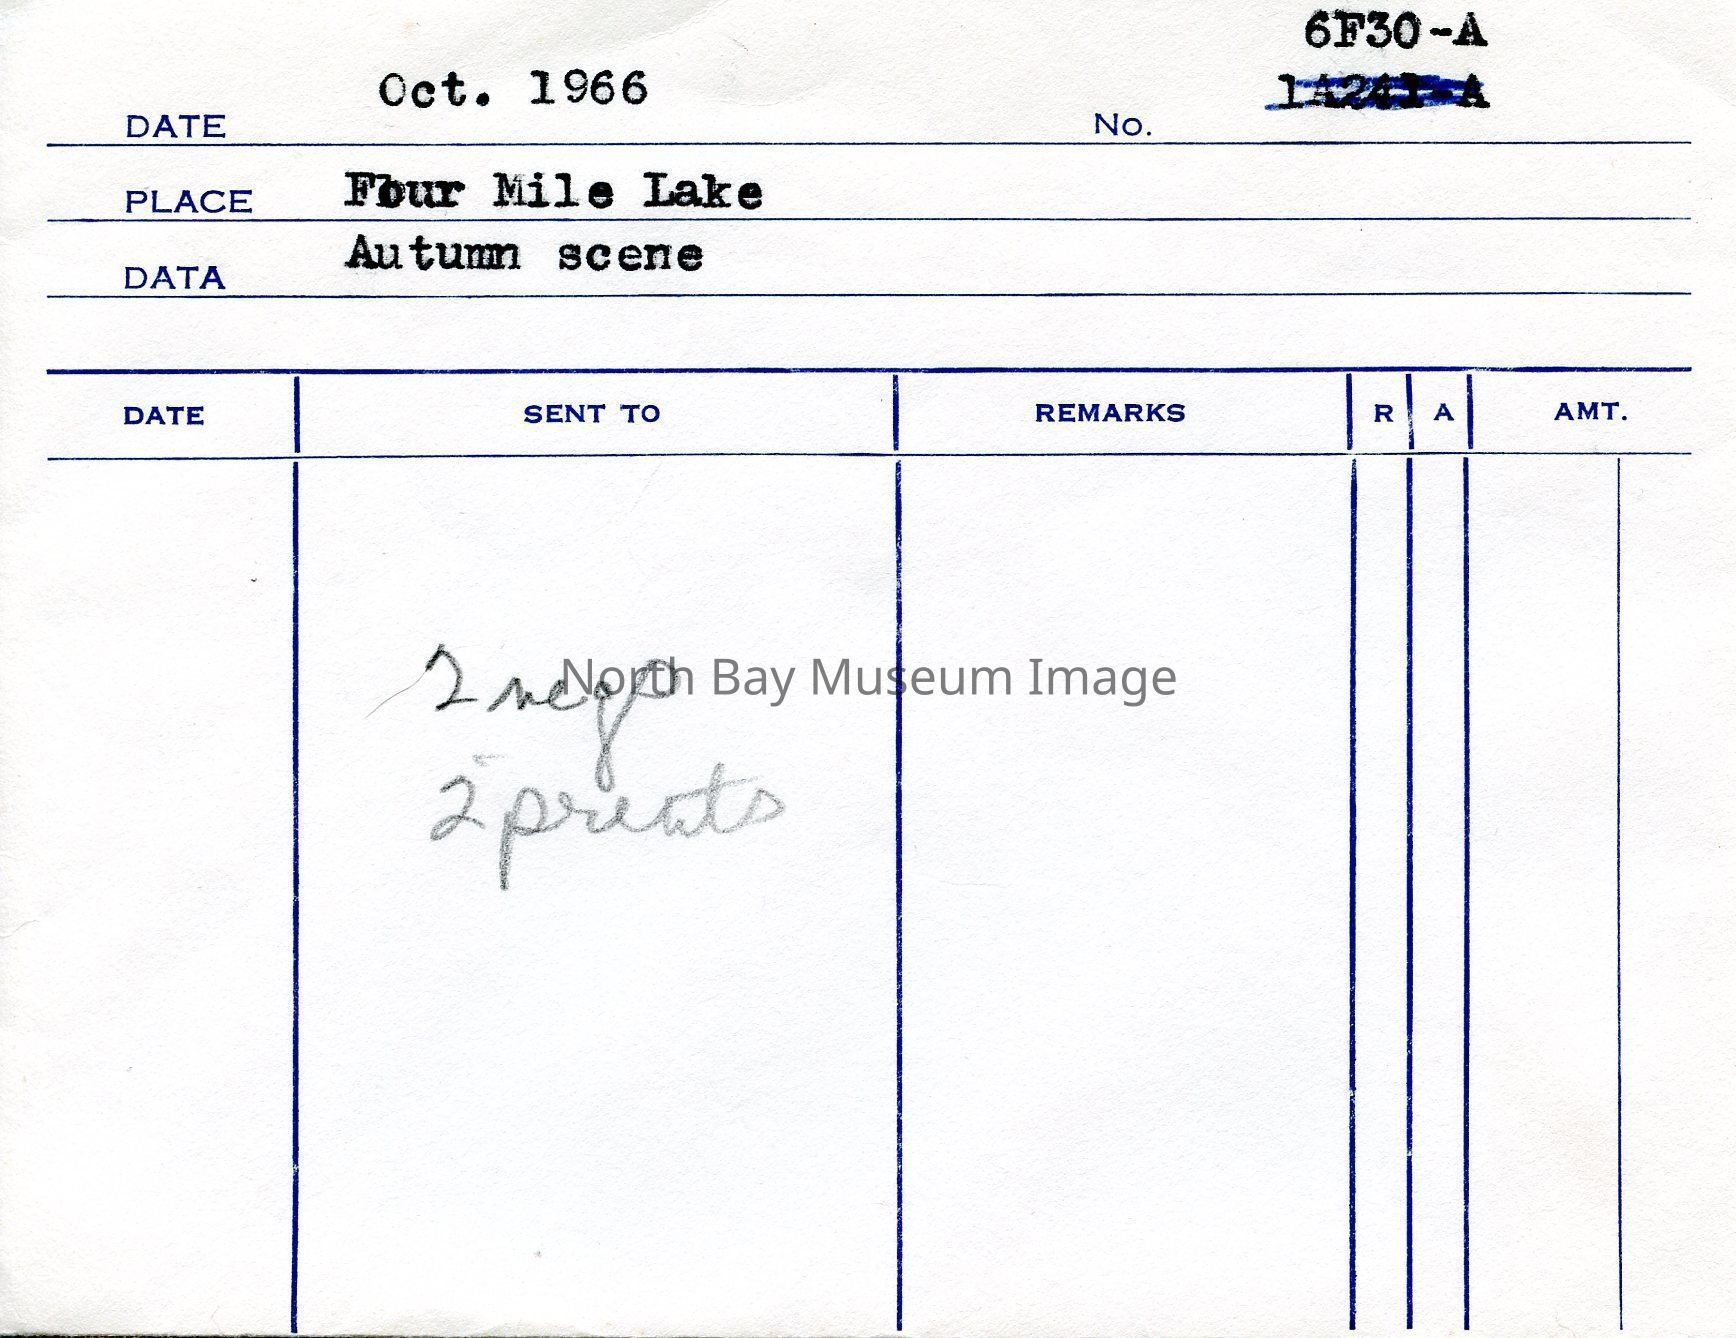 6F30-A
Oct. 1966
1A241-A
DATE
No.
PLACE Four Mile Lake
DATA Autumn scene
DATE SENT TO REMARKS R A AMT.
2 negs
North Bay Museum Image
2 prints